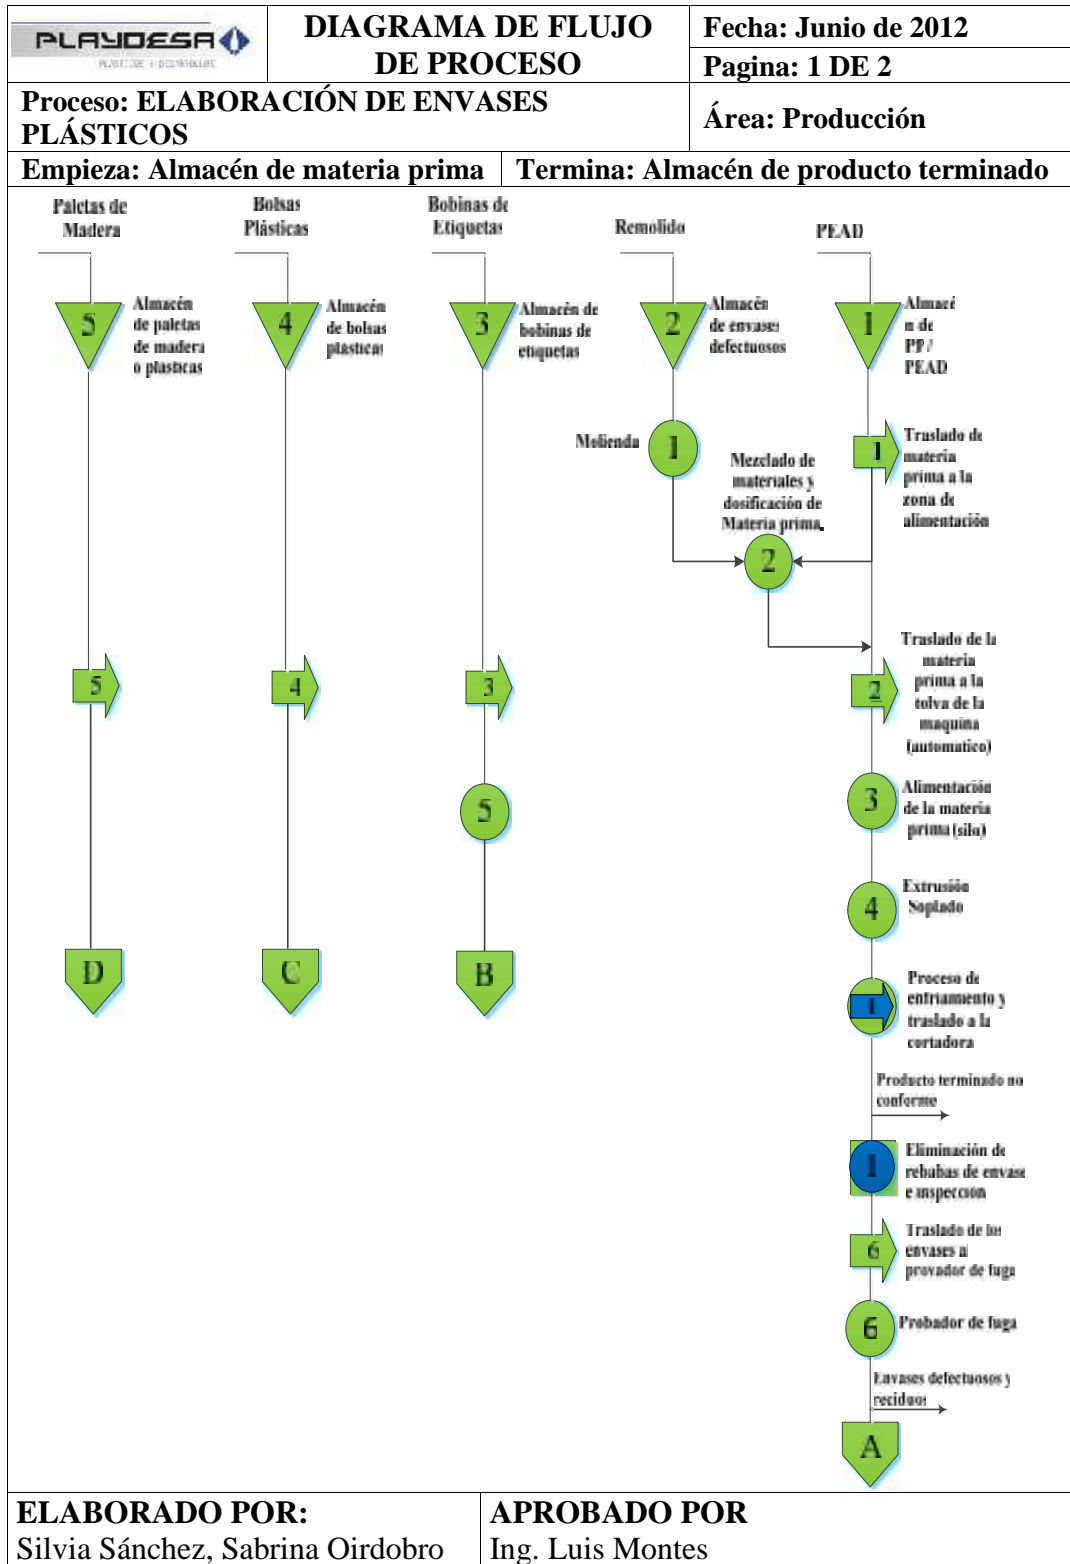 PLAYDESA
DIAGRAMA DE FLUJO
DE PROCESO
Fecha: Junio de 2012
Pagina: 1 DE 2
Proceso: ELABORACIÓN DE ENVASES
PLÁSTICOS
Área: Producción
Empieza: Almacén de materia prima
Termina: Almacén de producto terminado
Paletas de
Madera
Bolsas
Plásticas
Bobinas de
Etiquetas
Remolido
PEAD
5
Almacén
de paletas
de madera
o plasticas
4
Almacén
de bolsas
plasticas
3
Almacén de
bobinas de
etiquetas
2
Almacén
de envases
defectuosos
1
Almacé
n de
PP /
PEAD
Molienda
1
Mezclado de
materiales y
dosificación de
Materia prima.
2
1
Traslado de
materia
prima a la
zona de
alimentación
5
4
3
2
Traslado de la
materia
prima a la
tolva de la
maquina
(automatico)
5
3
Alimentación
de la materia
prima (silo)
4
Extrusión
Soplado
D
C
B
1
Proceso de
enfriamiento y
traslado a la
cortadora
Producto terminado no
conforme
1
Eliminación de
rebabas de envase
e inspección
6
Traslado de los
envases al
provador de fuga
6
Probador de fuga
Envases defectuosos y
reciduos
A
ELABORADO POR:
Silvia Sánchez, Sabrina Oirdobro
APROBADO POR
Ing. Luis Montes